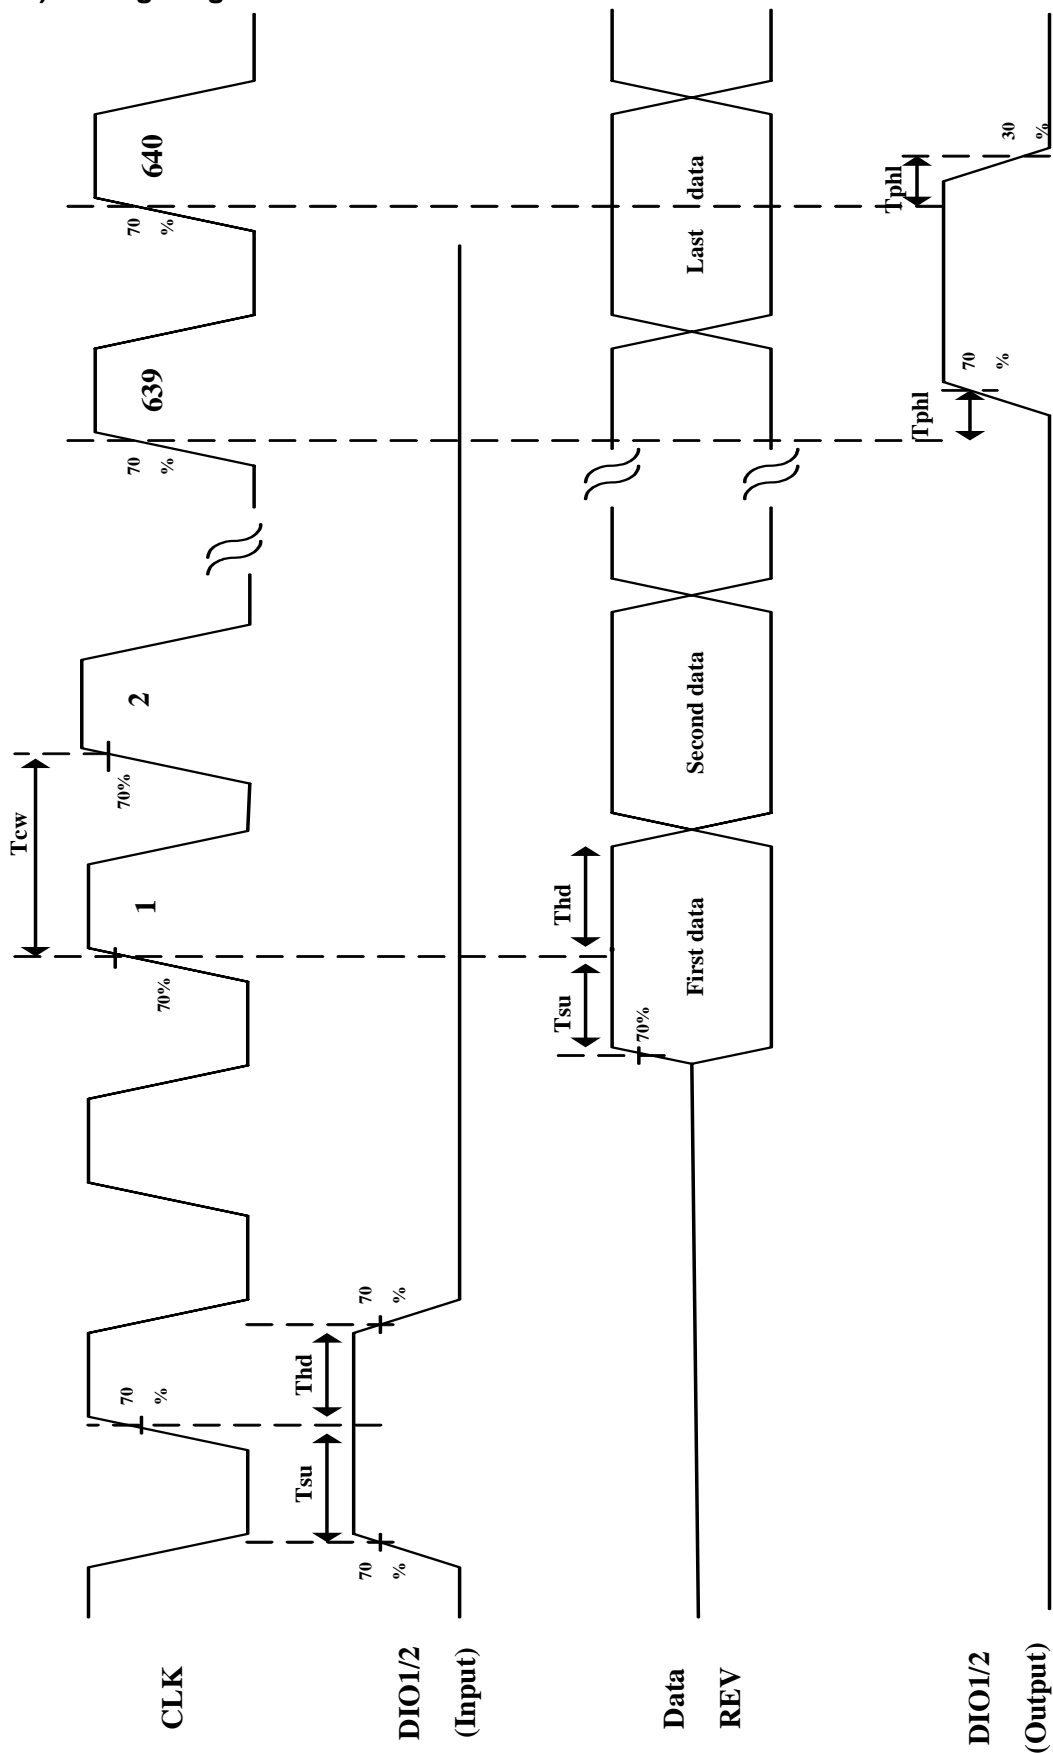 Tcw
CLK
70
%
70%
1
70%
2
70
%
639
70
%
640
Tsu
Thd
DIO1/2
(Input)
70
%
70
%
Tsu
Thd
70%
Data
REV
First data
Second data
Last data
DIO1/2
(Output)
Tphl
70
%
Tphl
30
%